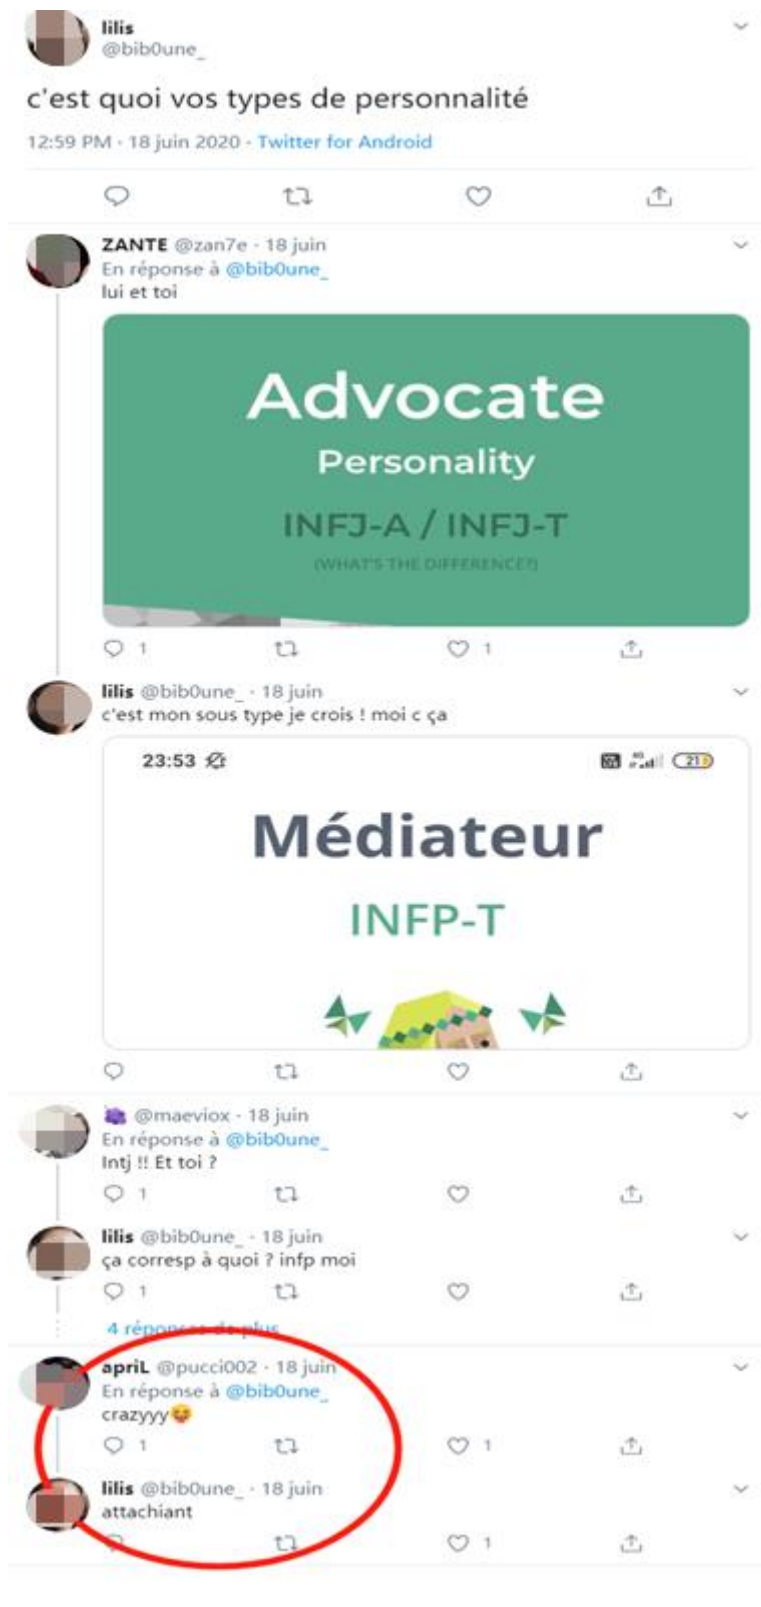 lilis
@bib0une_
c'est quoi vos types de personnalité
12:59 PM · 18 juin 2020 · Twitter for Android
ZANTE @zan7e · 18 juin
En réponse à @bib0une_
lui et toi
Advocate
Personality
INFJ-A / INFJ-T
(WHAT'S THE DIFFERENCE?)
1 1
lilis @bib0une_ · 18 juin
c'est mon sous type je crois ! moi c ça
23:53 4G 21
Médiateur
INFP-T
@maeviox · 18 juin
En réponse à @bib0une_
Intj !! Et toi ?
1
lilis @bib0une_ · 18 juin
ça corresp à quoi ? infp moi
1
4 réponses de plus
apriL @pucci002 · 18 juin
En réponse à @bib0une_
crazyyy😝
1 1
lilis @bib0une_ · 18 juin
attachiant
1